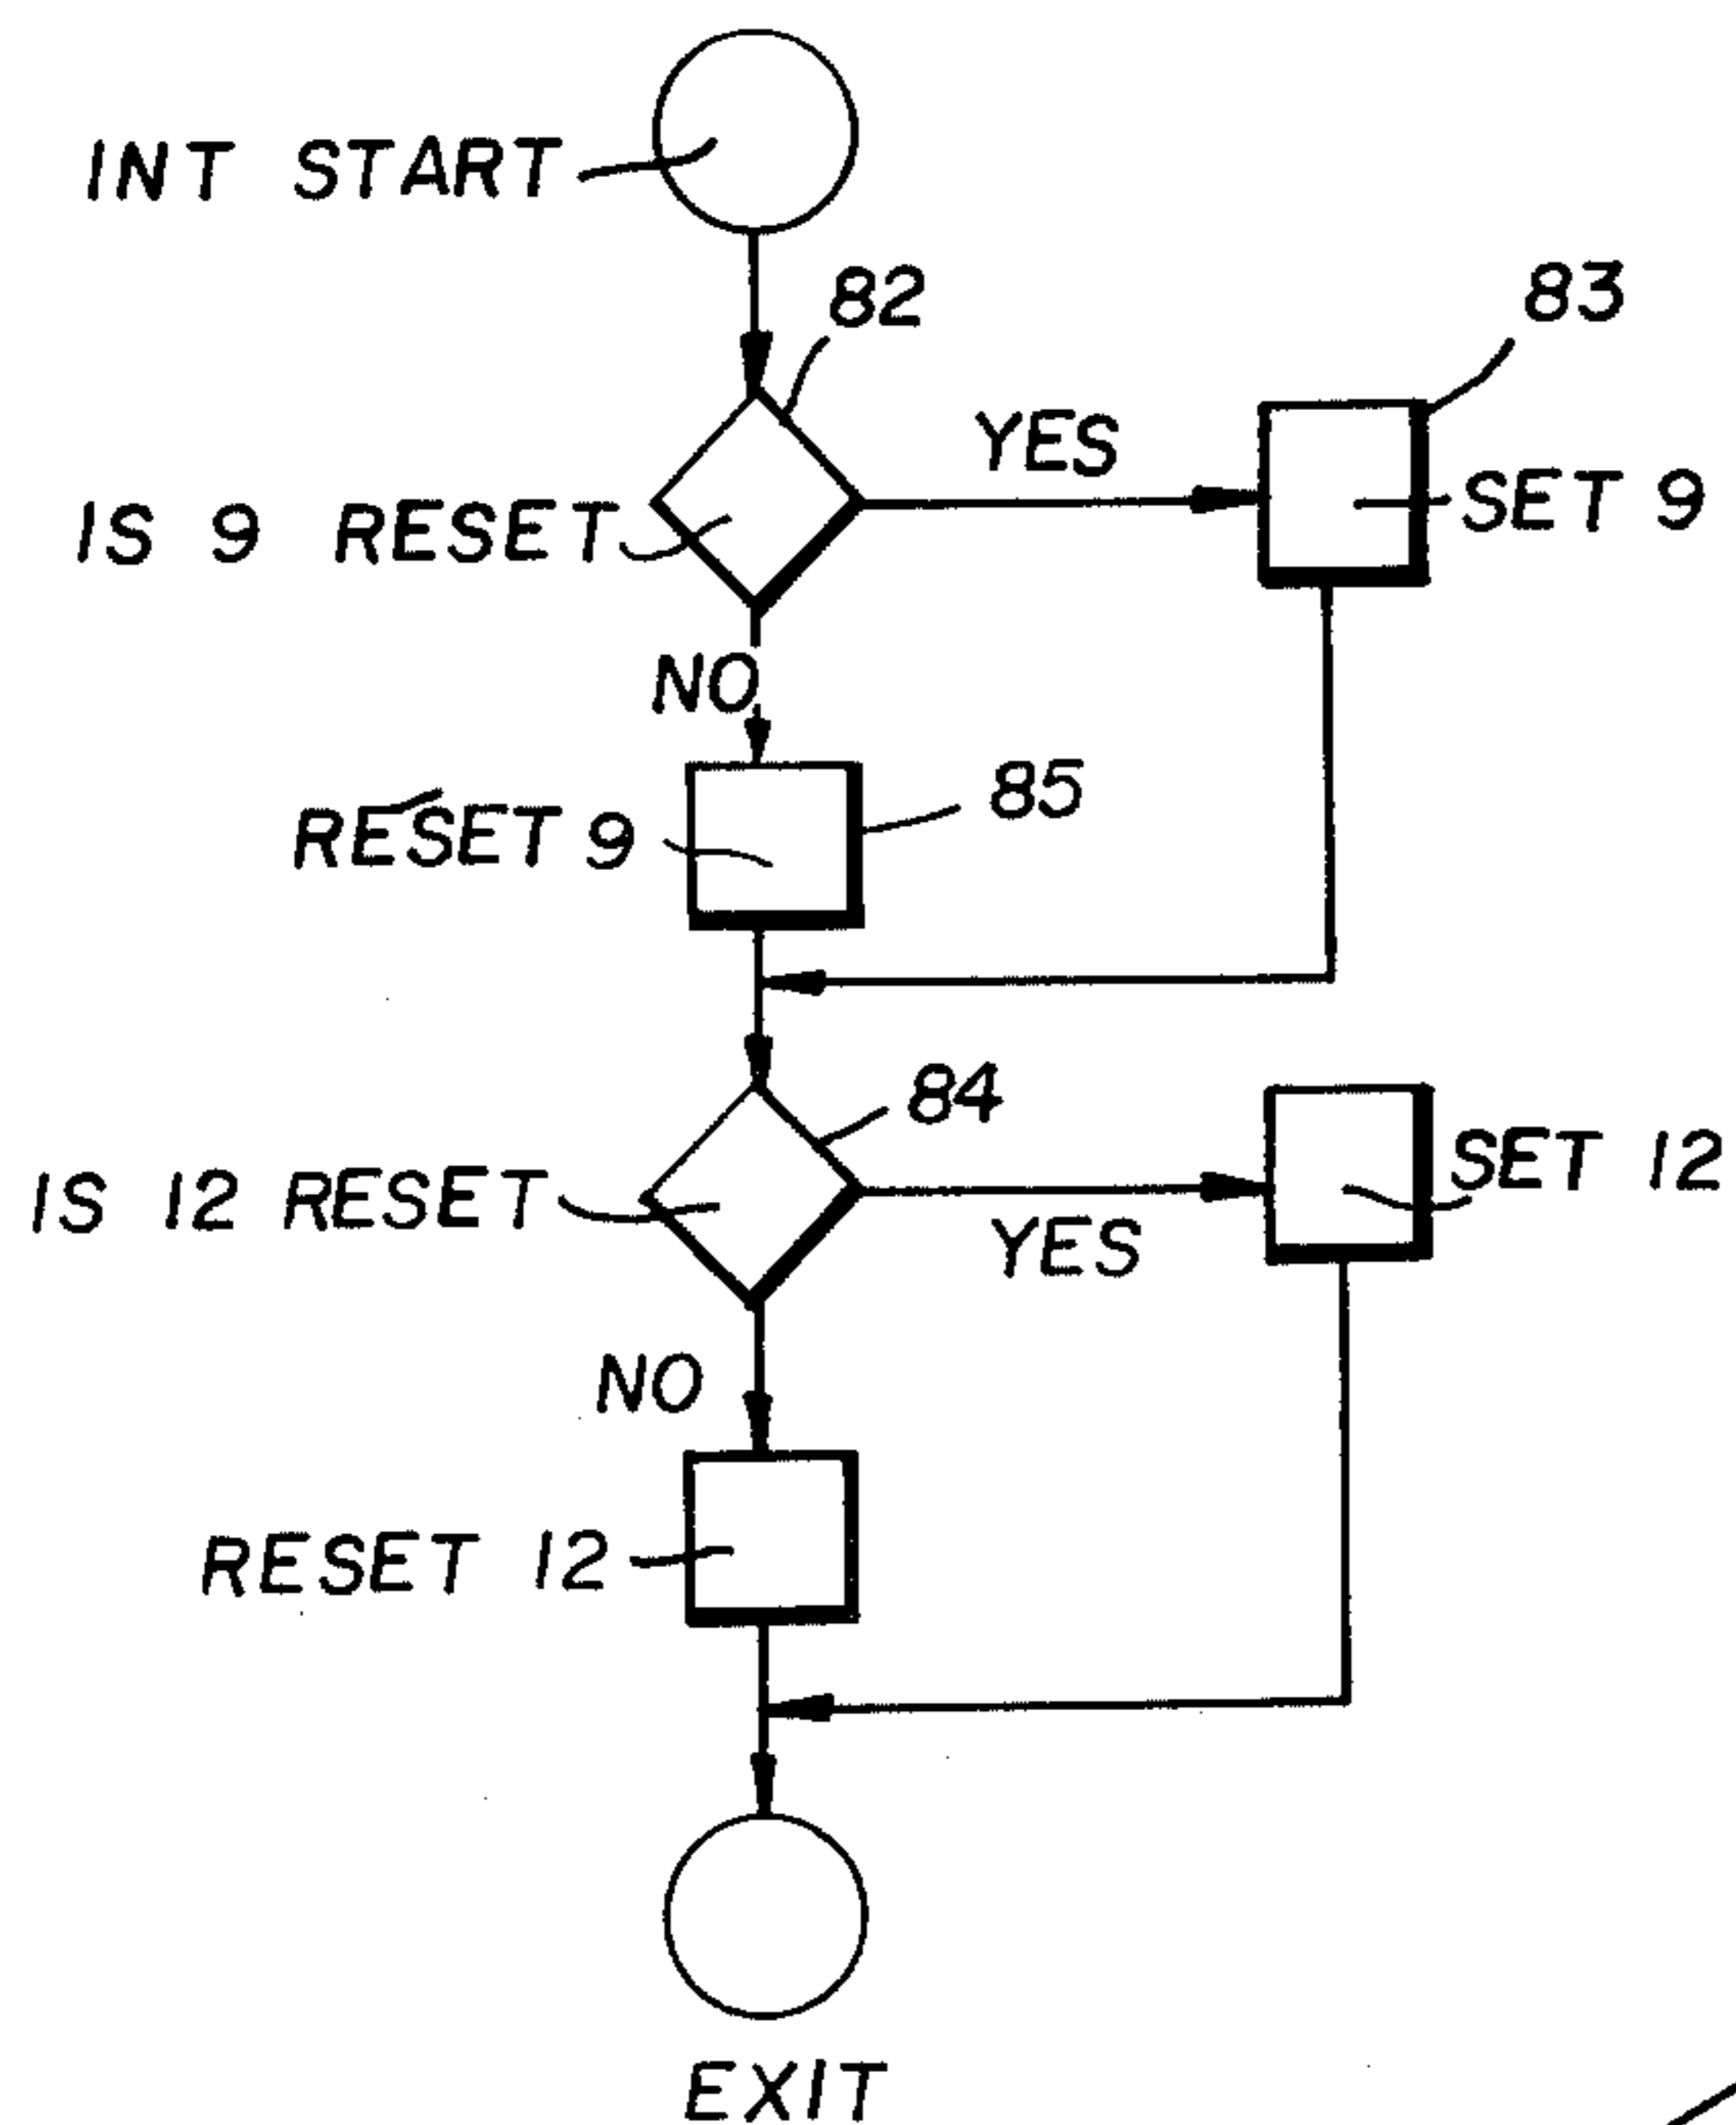 INT START
82
83
YES
IS 9 RESET
SET 9
NO
85
RESET 9
84
IS 12 RESET
SET 12
YES
NO
RESET 12
EXIT